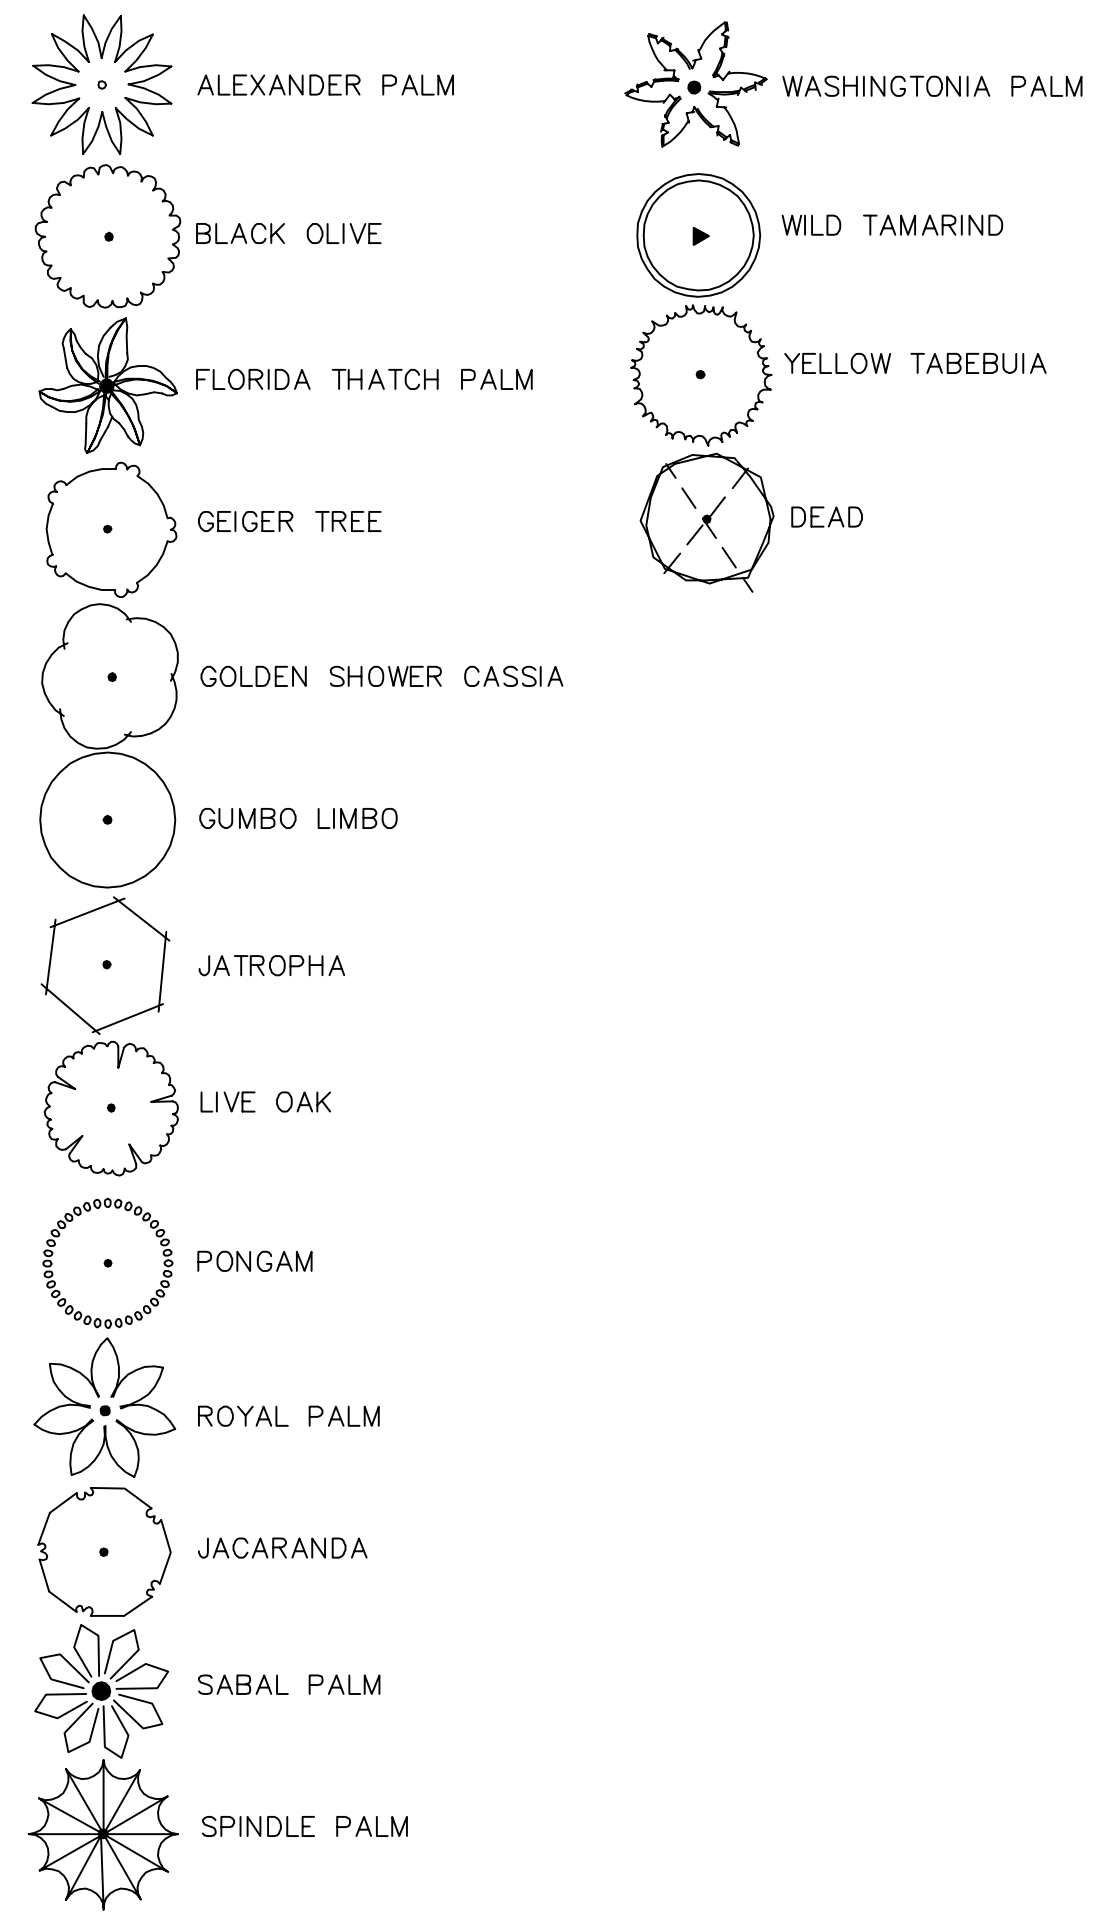 ALEXANDER PALM
BLACK OLIVE
FLORIDA THATCH PALM
GEIGER TREE
GOLDEN SHOWER CASSIA
GUMBO LIMBO
JATROPHA
LIVE OAK
PONGAM
ROYAL PALM
JACARANDA
SABAL PALM
SPINDLE PALM
WASHINGTONIA PALM
WILD TAMARIND
YELLOW TABEBUIA
DEAD